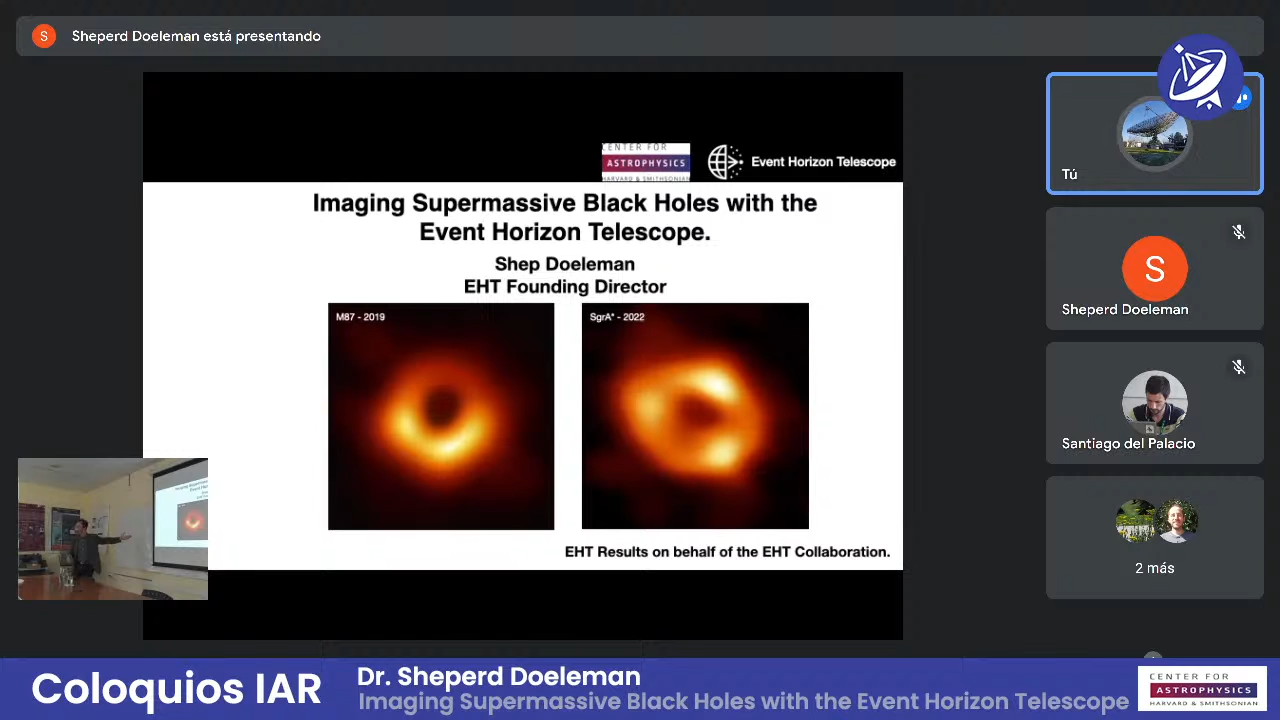 S
Sheperd Doeleman está presentando
CENTER FOR
ASTROPHYSICS
HARVARD & SMITHSONIAN
Event Horizon Telescope
Imaging Supermassive Black Holes with the
Event Horizon Telescope.
Shep Doeleman
EHT Founding Director
M87 - 2019
SgrA* - 2022
EHT Results on behalf of the EHT Collaboration.
Tú
S
Sheperd Doeleman
Santiago del Palacio
2 más
Coloquios IAR
Dr. Sheperd Doeleman
Imaging Supermassive Black Holes with the Event Horizon Telescope
CENTER FOR
ASTROPHYSICS
HARVARD & SMITHSONIAN